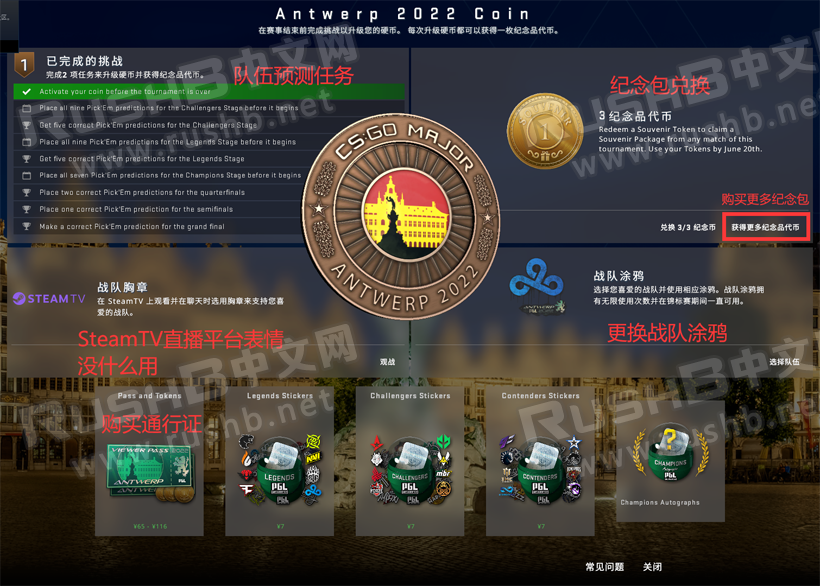 Antwerp 2022 Coin
在赛事结束前完成挑战以升级您的硬币。 每次升级硬币都可以获得一枚纪念品代币。
1
已完成的挑战
完成2 项任务来升级硬币并获得纪念品代币。
队伍预测任务
Activate your coin before the tournament is over
Place all nine Pick'Em predictions for the Challengers Stage before it begins
Get five correct Pick'Em predictions for the Challengers Stage
Place all nine Pick'Em predictions for the Legends Stage before it begins
Get five correct Pick'Em predictions for the Legends Stage
Place all seven Pick'Em predictions for the Champions Stage before it begins
Place two correct Pick'Em predictions for the quarterfinals
Place one correct Pick'Em prediction for the semifinals
Make a correct Pick'Em prediction for the grand final
CS:GO MAJOR
ANTWERP 2022
纪念包兑换
1
3 纪念品代币
Redeem a Souvenir Token to claim a
Souvenir Package from any match of this
tournament. Use your Tokens by June 20th.
购买更多纪念包
兑换 3/3 纪念币
获得更多纪念品代币
STEAMTV
战队胸章
在 SteamTV 上观看并在聊天时选用胸章来支持您喜
爱的战队。
SteamTV直播平台表情
没什么用
观战
战队涂鸦
选择您喜爱的战队并使用相应涂鸦。战队涂鸦拥
有无限使用次数并在锦标赛期间一直可用。
更换战队涂鸦
选择队伍
Pass and Tokens
购买通行证
VIEWER PASS
ANTWERP
¥65 - ¥116
Legends Stickers
LEGENDS
PGL
¥7
Challengers Stickers
CHALLENGERS
PGL
¥7
Contenders Stickers
CONTENDERS
PGL
¥7
?
CHAMPIONS
PGL
Champions Autographs
常见问题
关闭
RushB中文网
www.rushb.net